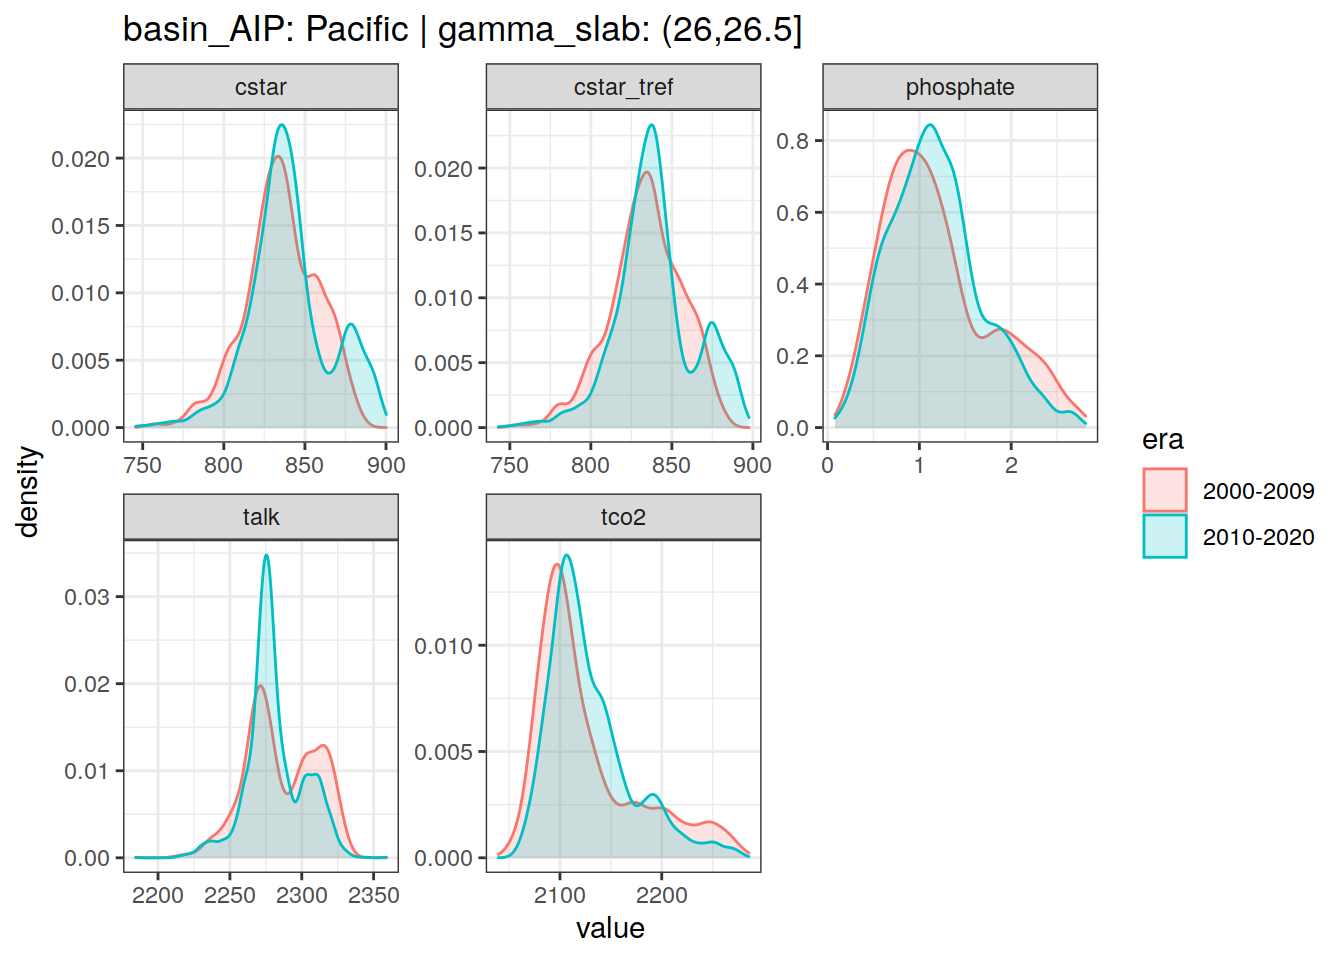 basin_AIP: Pacific | gamma_slab: (26,26.5]
cstar
cstar_tref
phosphate
0.020
0.015
0.010
0.005
0.000
750 800 850 900
0.020
0.015
0.010
0.005
0.000
750 800 850 900
0.8
0.6
0.4
0.2
0.0
0 1 2
talk
tco2
0.03
0.02
0.01
0.00
2200 2250 2300 2350
0.010
0.005
0.000
2100 2200
density
value
era
2000-2009
2010-2020